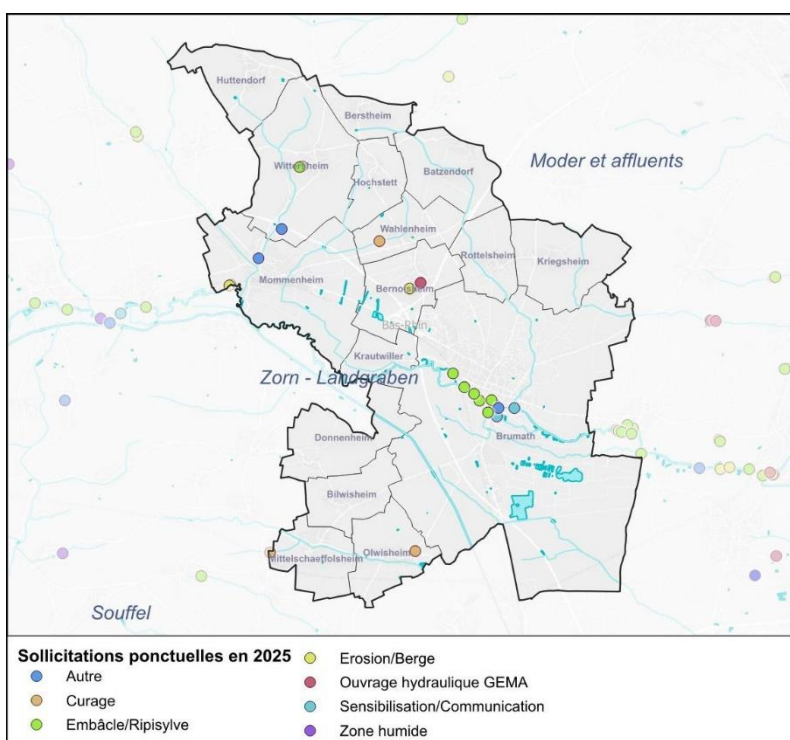 Huttendorf
Berstheim
Moder et affluents
Wittersheim
Batzendorf
Hochstett
Wahlenheim
Rottelsheim
Kriegsheim
Mommenheim
Bernolsheim
Bas-Rhin
Krautwiller
Zorn - Landgraben
Donnenheim
Brumath
Bilwisheim
Olwisheim
Mittelschaeffolsheim
Souffel
Sollicitations ponctuelles en 2025
Autre
Curage
Embâcle/Ripisylve
Erosion/Berge
Ouvrage hydraulique GEMA
Sensibilisation/Communication
Zone humide